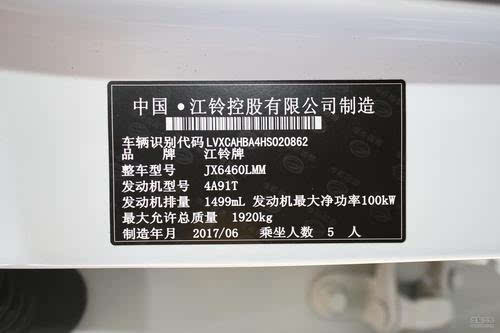 中国·江铃控股有限公司制造
车辆识别代码 LVXCAHBA4HS020862
品牌 江铃牌
整车型号 JX6460LMM
发动机型号 4A91T
发动机排量 1499mL 发动机最大净功率100kW
最大允许总质量 1920kg
制造年月 2017/06 乘坐人数 5 人